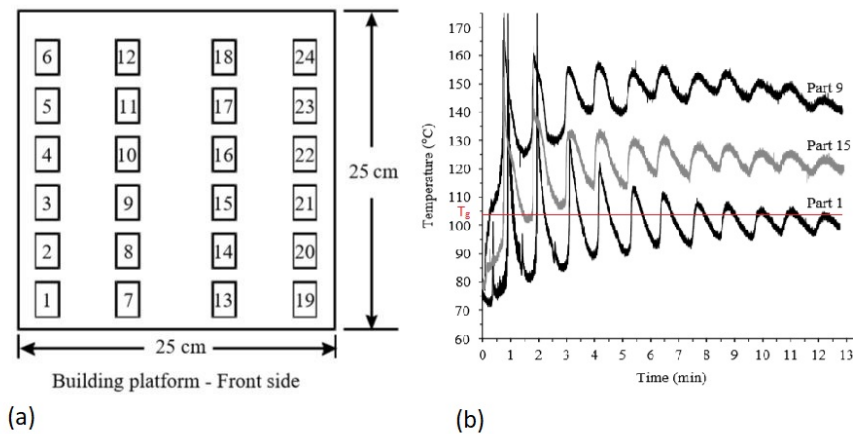 6 12 18 24
5 11 17 23
4 10 16 22
3 9 15 21
2 8 14 20
1 7 13 19
25 cm
25 cm
Building platform - Front side
(a)
Temperature (°C)
170
160
150
140
130
120
110
Tg
100
90
80
70
60
Part 9
Part 15
Part 1
0 1 2 3 4 5 6 7 8 9 10 11 12 13
Time (min)
(b)